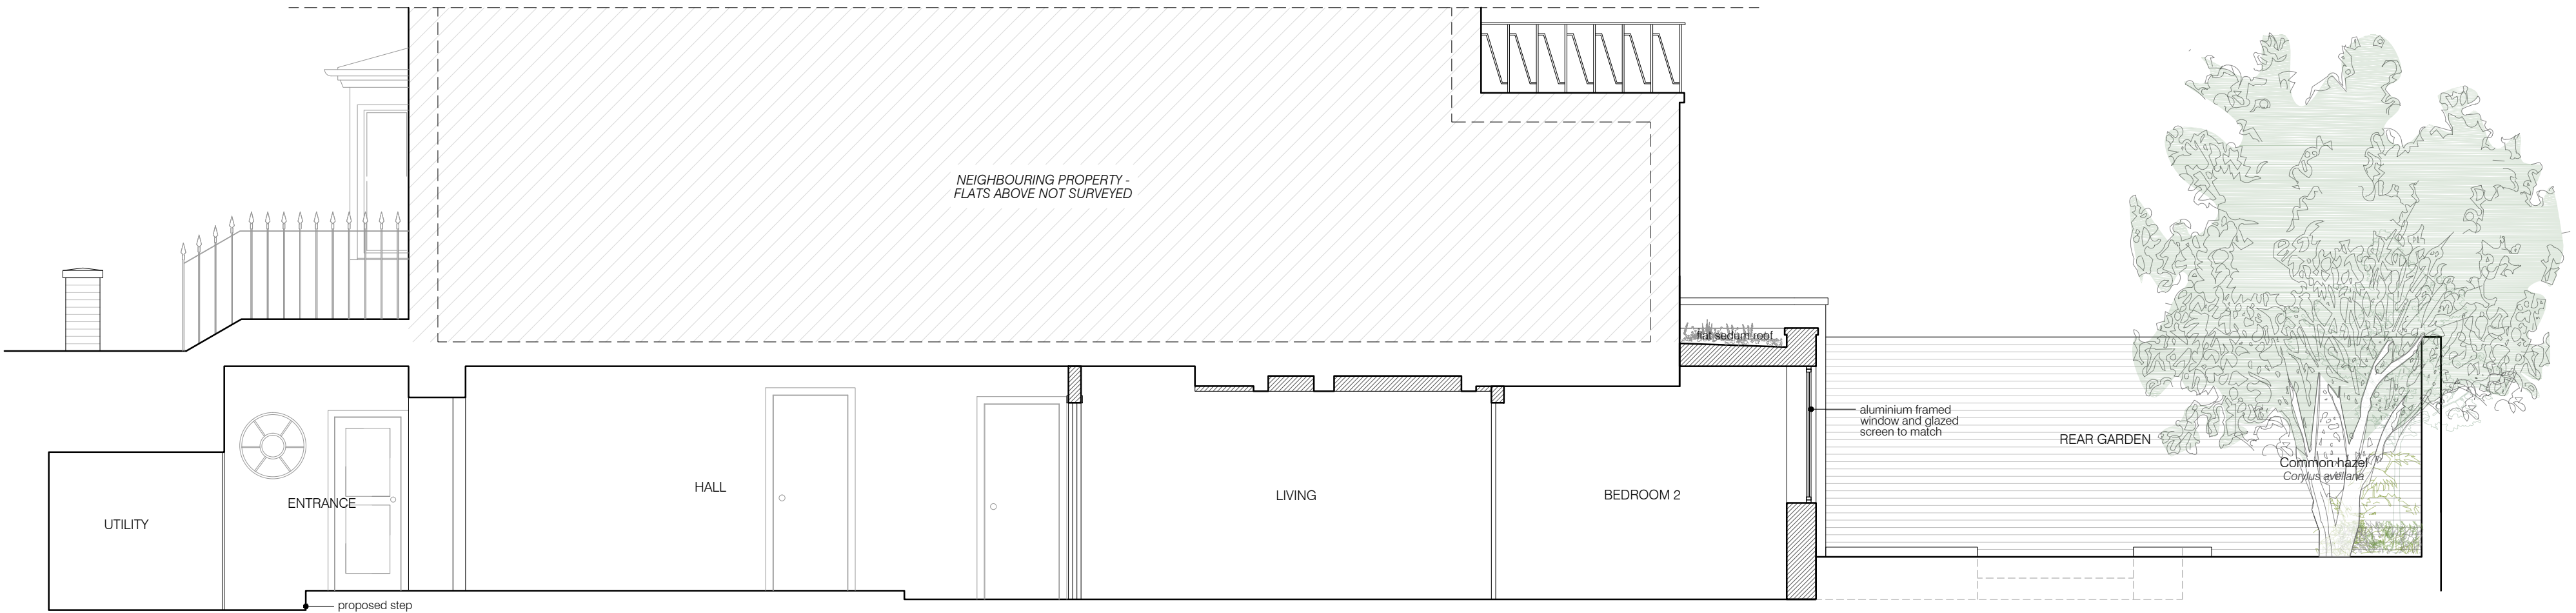 NEIGHBOURING PROPERTY -
FLATS ABOVE NOT SURVEYED
flat sedum roof
aluminium framed
window and glazed
screen to match
REAR GARDEN
Common hazel
Corylus avellana
HALL
LIVING
BEDROOM 2
ENTRANCE
UTILITY
proposed step